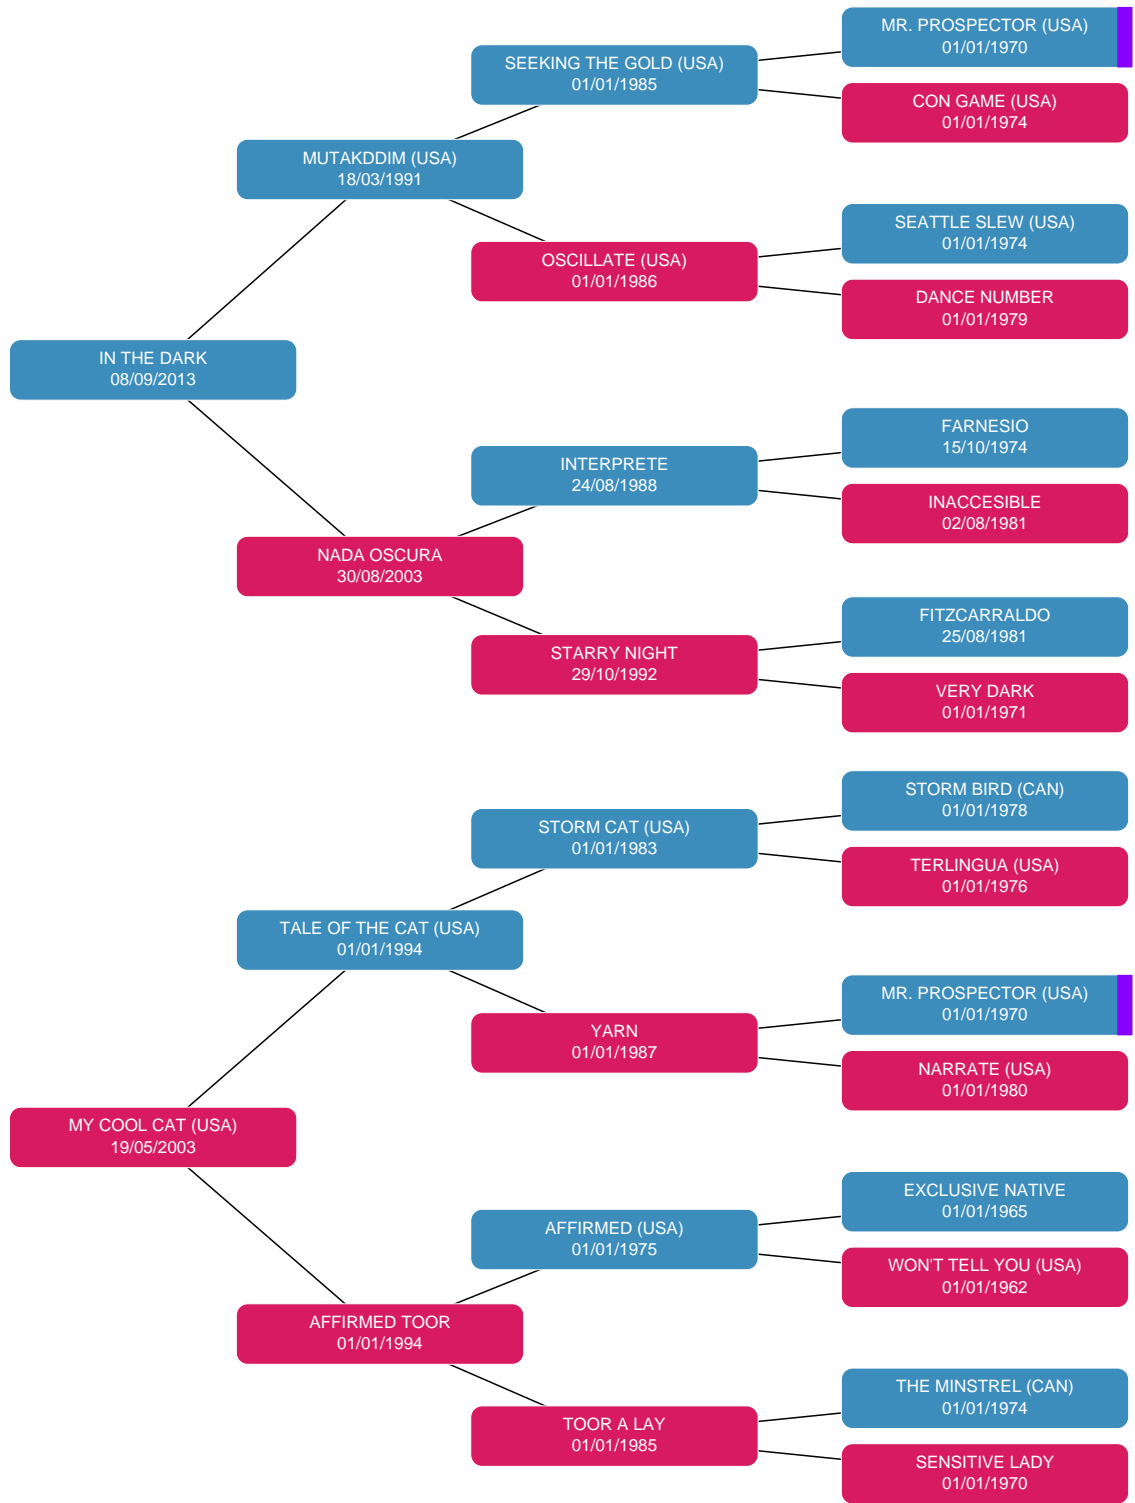 MR. PROSPECTOR (USA)
01/01/1970
SEEKING THE GOLD (USA)
01/01/1985
CON GAME (USA)
01/01/1974
MUTAKDDIM (USA)
18/03/1991
SEATTLE SLEW (USA)
01/01/1974
OSCILLATE (USA)
01/01/1986
DANCE NUMBER
01/01/1979
IN THE DARK
08/09/2013
FARNESIO
15/10/1974
INTERPRETE
24/08/1988
INACCESIBLE
02/08/1981
NADA OSCURA
30/08/2003
FITZCARRALDO
25/08/1981
STARRY NIGHT
29/10/1992
VERY DARK
01/01/1971
STORM BIRD (CAN)
01/01/1978
STORM CAT (USA)
01/01/1983
TERLINGUA (USA)
01/01/1976
TALE OF THE CAT (USA)
01/01/1994
MR. PROSPECTOR (USA)
01/01/1970
YARN
01/01/1987
NARRATE (USA)
01/01/1980
MY COOL CAT (USA)
19/05/2003
EXCLUSIVE NATIVE
01/01/1965
AFFIRMED (USA)
01/01/1975
WON'T TELL YOU (USA)
01/01/1962
AFFIRMED TOOR
01/01/1994
THE MINSTREL (CAN)
01/01/1974
TOOR A LAY
01/01/1985
SENSITIVE LADY
01/01/1970